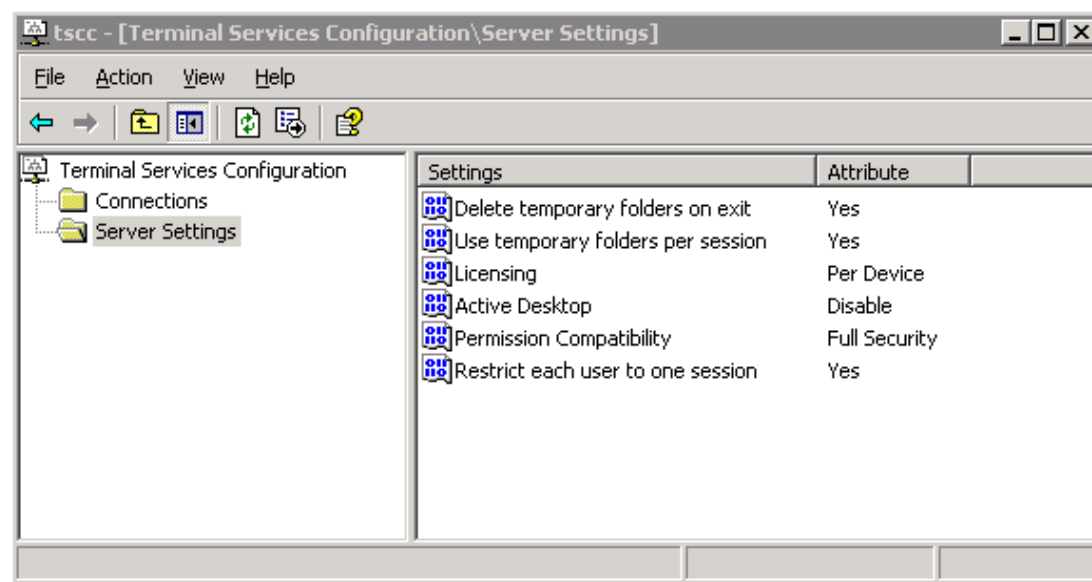 tscc - [Terminal Services Configuration\Server Settings]
File Action View Help
Terminal Services Configuration
Connections
Server Settings
Settings Attribute
Delete temporary folders on exit Yes
Use temporary folders per session Yes
Licensing Per Device
Active Desktop Disable
Permission Compatibility Full Security
Restrict each user to one session Yes